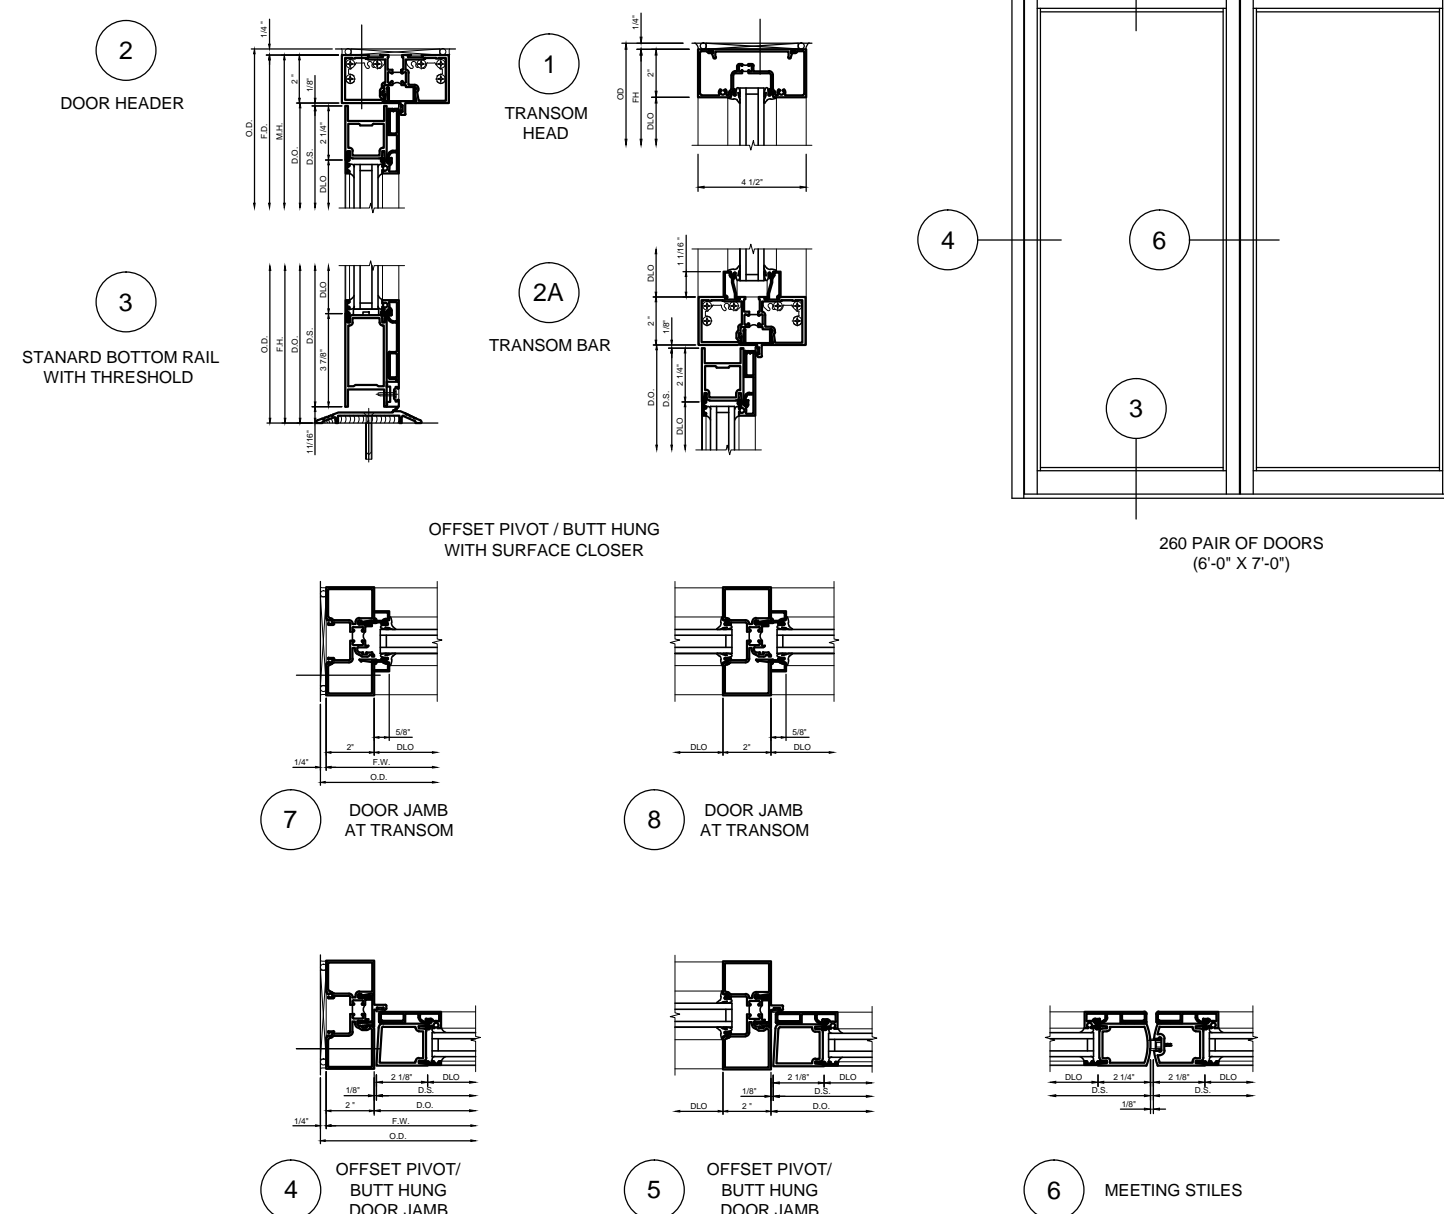 2
DOOR HEADER
1/4 "
O.D.
F.D.
M.H.
2 "
D.O.
1/8"
D.S.
2 1/4"
DLO
1
TRANSOM
HEAD
1/4"
OD
FH
2"
DLO
4 1/2"
3
STANARD BOTTOM RAIL
WITH THRESHOLD
O.D.
F.H.
D.O.
D.S.
DLO
3 7/8"
11/16"
2A
TRANSOM BAR
DLO
1 1/16 "
2 "
1/8"
D.O.
D.S.
2 1/4"
DLO
4
6
3
260 PAIR OF DOORS
(6'-0" X 7'-0")
OFFSET PIVOT / BUTT HUNG
WITH SURFACE CLOSER
5/8"
2"
DLO
1/4"
F.W.
O.D.
7
DOOR JAMB
AT TRANSOM
5/8"
DLO
2"
DLO
8
DOOR JAMB
AT TRANSOM
2 1/8"
DLO
1/8"
D.S.
2 "
D.O.
1/4"
F.W.
O.D.
4
OFFSET PIVOT/
BUTT HUNG
DOOR JAMB
2 1/8"
DLO
1/8"
D.S.
DLO
2 "
D.O.
5
OFFSET PIVOT/
BUTT HUNG
DOOR JAMB
DLO
2 1/4"
2 1/8"
DLO
D.S.
D.S.
1/8"
6
MEETING STILES